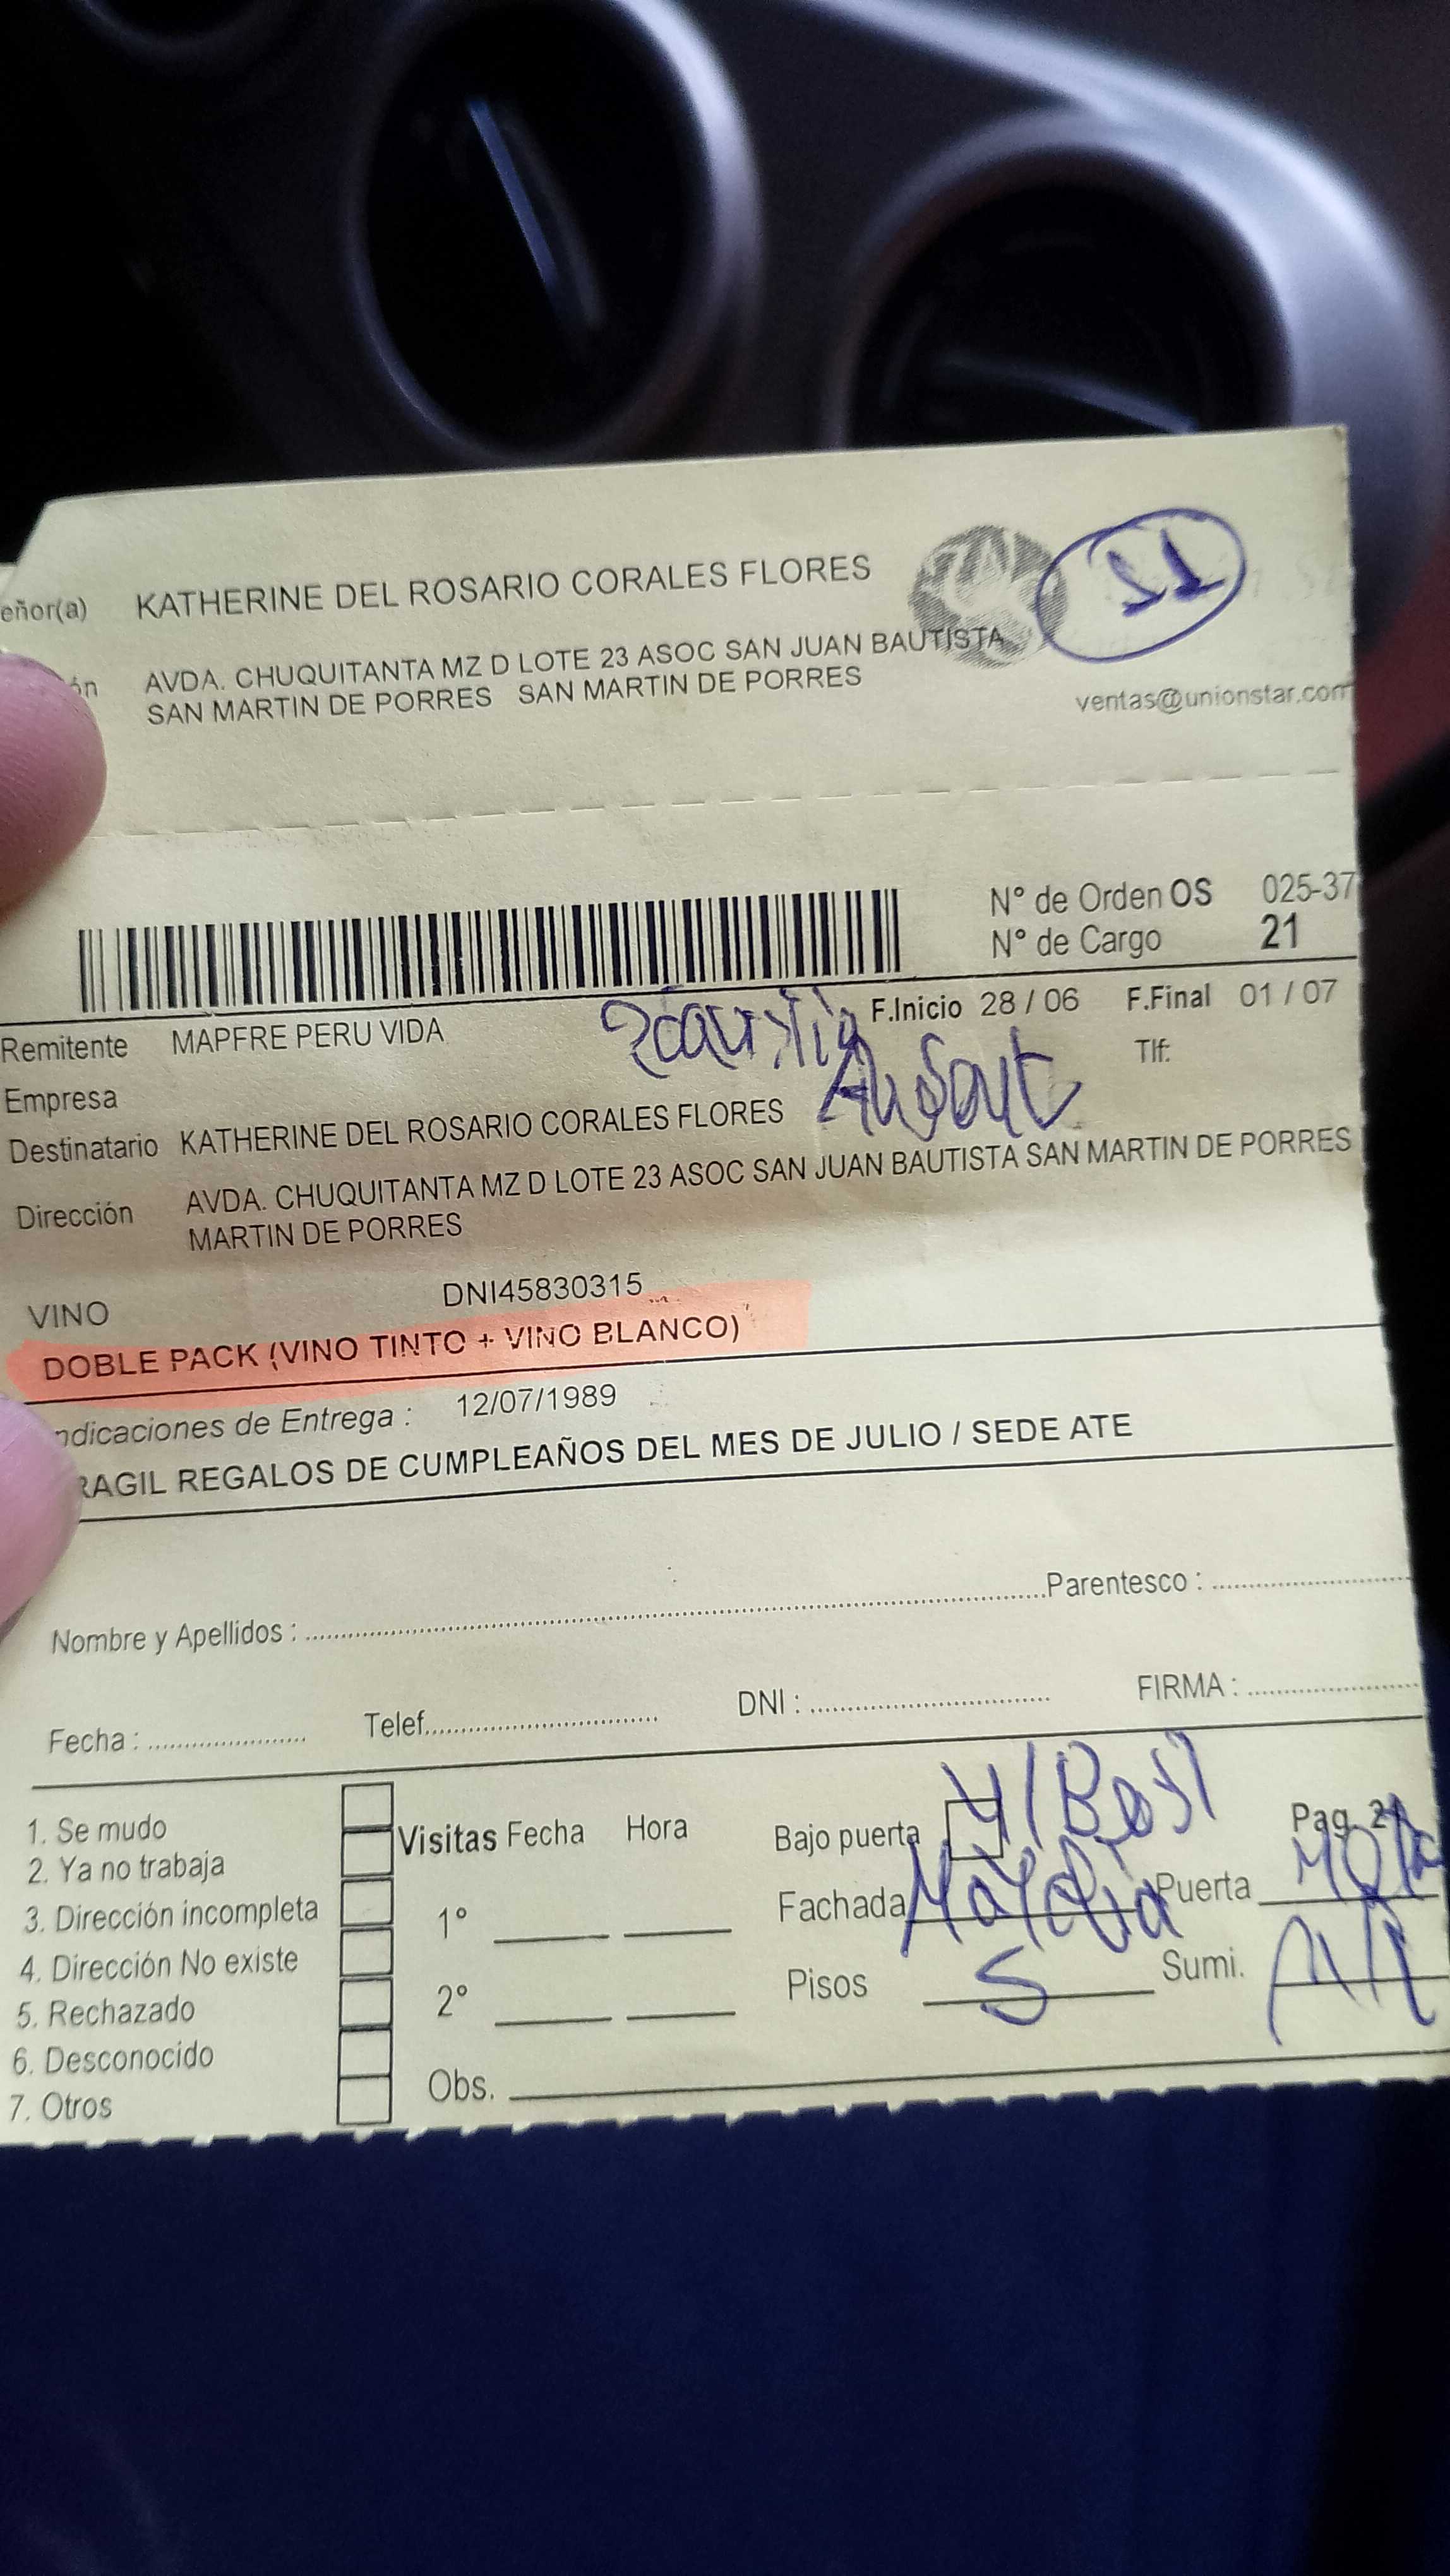 eñor(a) KATHERINE DEL ROSARIO CORALES FLORES
ón AVDA. CHUQUITANTA MZ D LOTE 23 ASOC SAN JUAN BAUTISTA
SAN MARTIN DE PORRES SAN MARTIN DE PORRES
ventas@unionstar.com
N° de Orden OS 025-37
N° de Cargo 21
F.Inicio 28 / 06 F.Final 01 / 07
Remitente MAPFRE PERU VIDA
Tlf:
Empresa
Destinatario KATHERINE DEL ROSARIO CORALES FLORES
Dirección AVDA. CHUQUITANTA MZ D LOTE 23 ASOC SAN JUAN BAUTISTA SAN MARTIN DE PORRES
MARTIN DE PORRES
VINO DNI45830315
DOBLE PACK (VINO TINTO + VINO BLANCO)
ndicaciones de Entrega : 12/07/1989
RAGIL REGALOS DE CUMPLEAÑOS DEL MES DE JULIO / SEDE ATE
Nombre y Apellidos : Parentesco :
Fecha : Telef. DNI : FIRMA :
1. Se mudo
2. Ya no trabaja
3. Dirección incompleta
4. Dirección No existe
5. Rechazado
6. Desconocido
7. Otros
Visitas Fecha Hora
1°
2°
Obs.
Bajo puerta Pag. 2
Fachada Puerta
Pisos 5 Sumi.